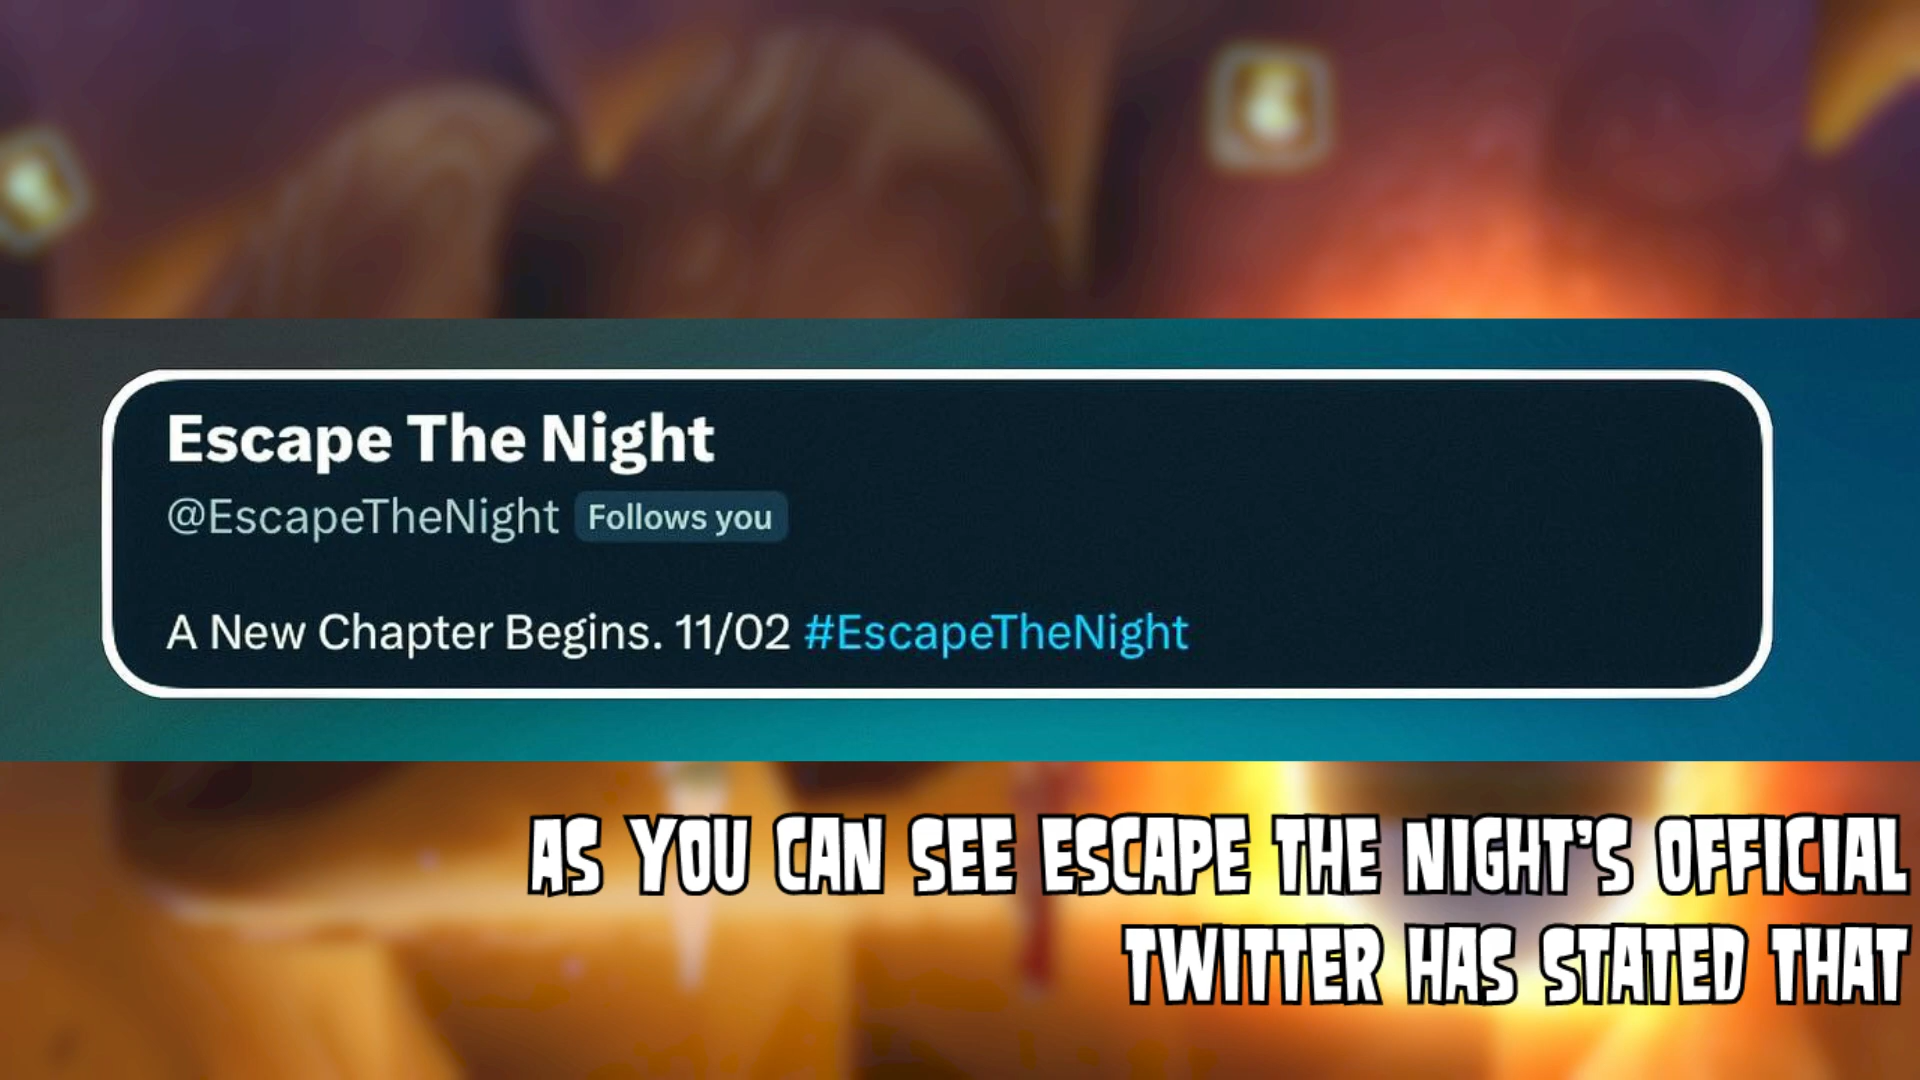 Escape The Night
@EscapeTheNight Follows you
A New Chapter Begins. 11/02 #EscapeTheNight
AS YOU CAN SEE ESCAPE THE NIGHT'S OFFICIAL
TWITTER HAS STATED THAT